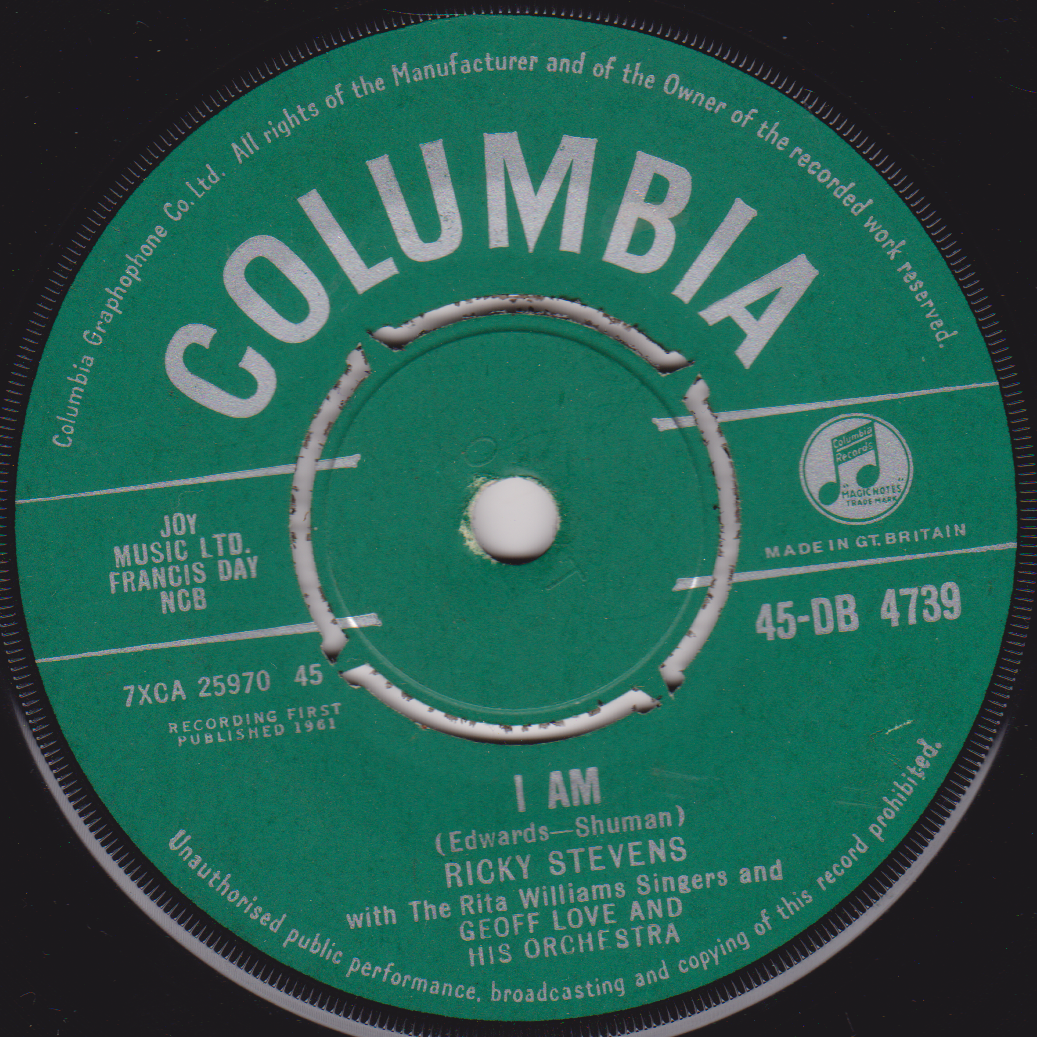 Columbia Graphophone Co. Ltd. All rights of the Manufacturer and of the Owner of the recorded work reserved.
COLUMBIA
JOY
MUSIC LTD.
FRANCIS DAY
NCB
Columbia
Records
"MAGIC NOTES"
TRADE MARK
MADE IN GT. BRITAIN
45-DB 4739
7XCA 25970 45
RECORDING FIRST
PUBLISHED 1961
I AM
(Edwards—Shuman)
RICKY STEVENS
with The Rita Williams Singers and
GEOFF LOVE AND
HIS ORCHESTRA
Unauthorised public performance, broadcasting and copying of this record prohibited.